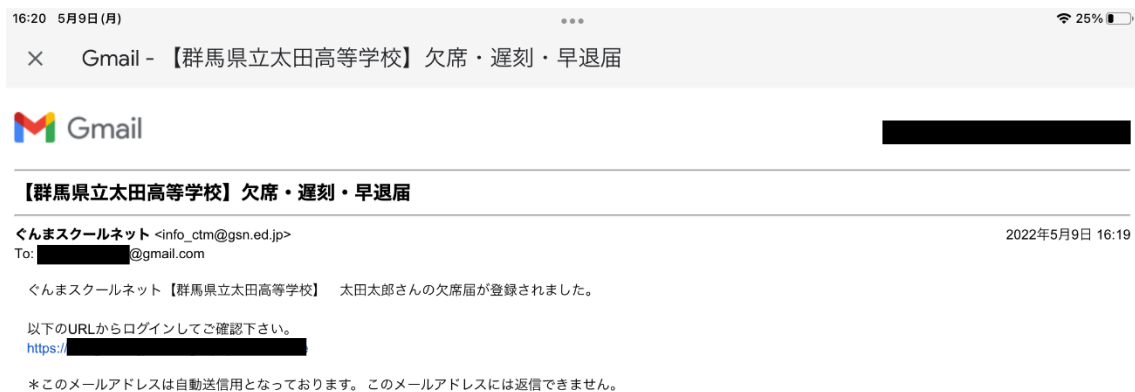 16:20 5月9日(月)
25%
Gmail - 【群馬県立太田高等学校】欠席・遅刻・早退届
Gmail
【群馬県立太田高等学校】欠席・遅刻・早退届
ぐんまスクールネット <info_ctm@gsn.ed.jp>
2022年5月9日 16:19
To: @gmail.com
ぐんまスクールネット【群馬県立太田高等学校】　太田太郎さんの欠席届が登録されました。
以下のURLからログインしてご確認下さい。
https://
＊このメールアドレスは自動送信用となっております。このメールアドレスには返信できません。